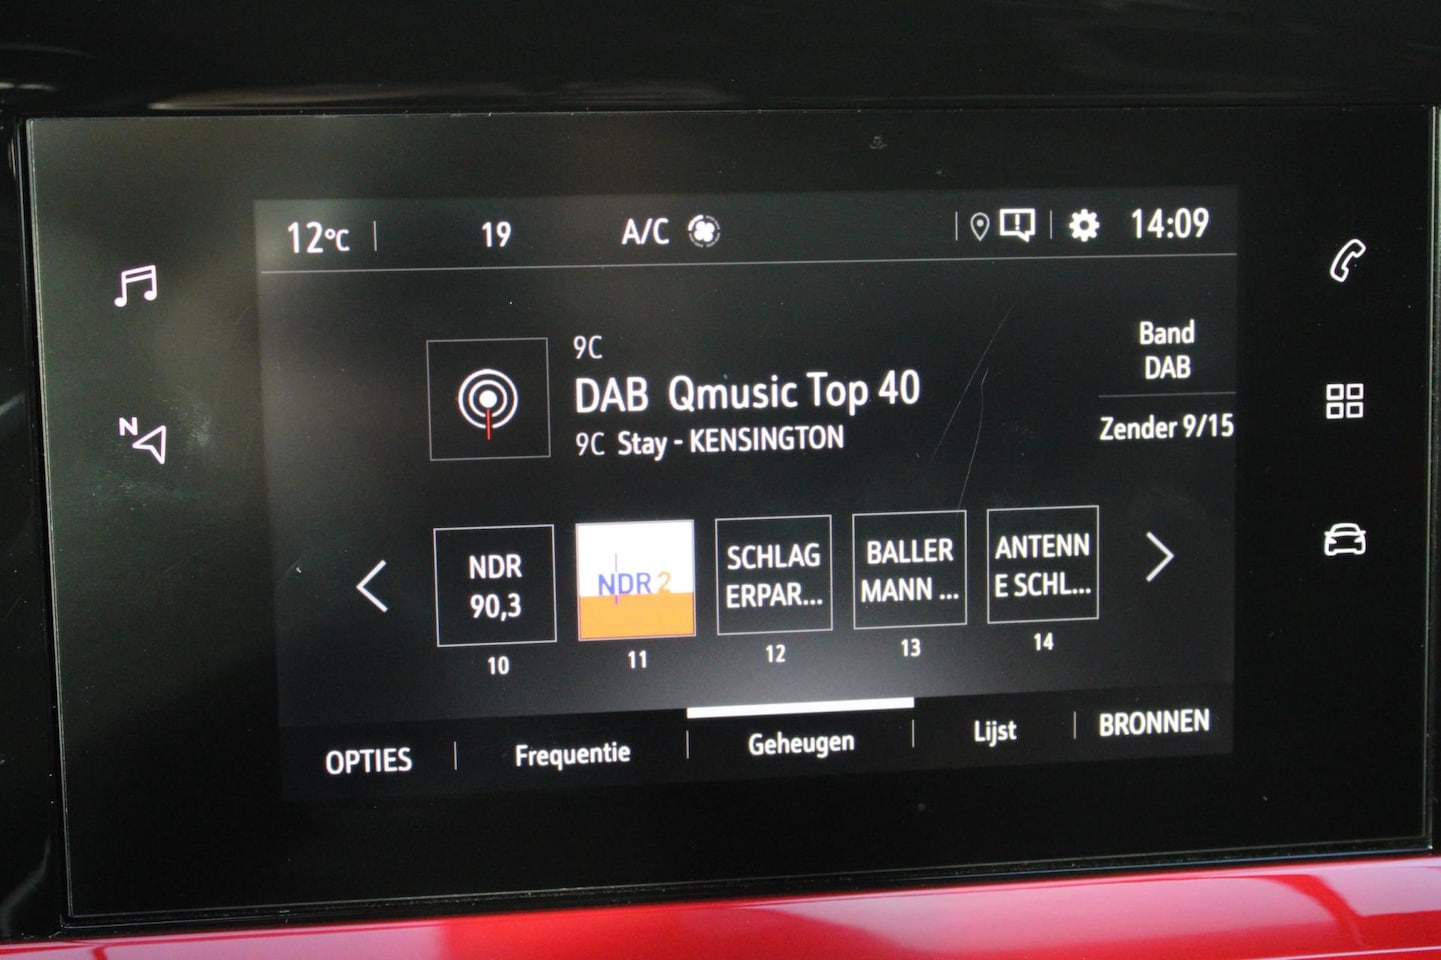 12°C 19 A/C 14:09
9C
DAB Qmusic Top 40
9C Stay - KENSINGTON
Band
DAB
Zender 9/15
N
NDR
90,3
10
NDR 2
11
SCHLAG
ERPAR...
12
BALLER
MANN ...
13
ANTENN
E SCHL...
14
OPTIES Frequentie Geheugen Lijst BRONNEN